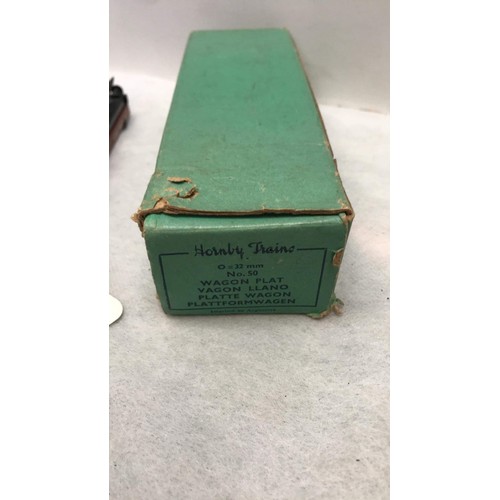 Hornby Trains
O = 32 mm
No. 50
WAGON PLAT
VAGON LLANO
PLATTE WAGON
PLATTFORMWAGEN